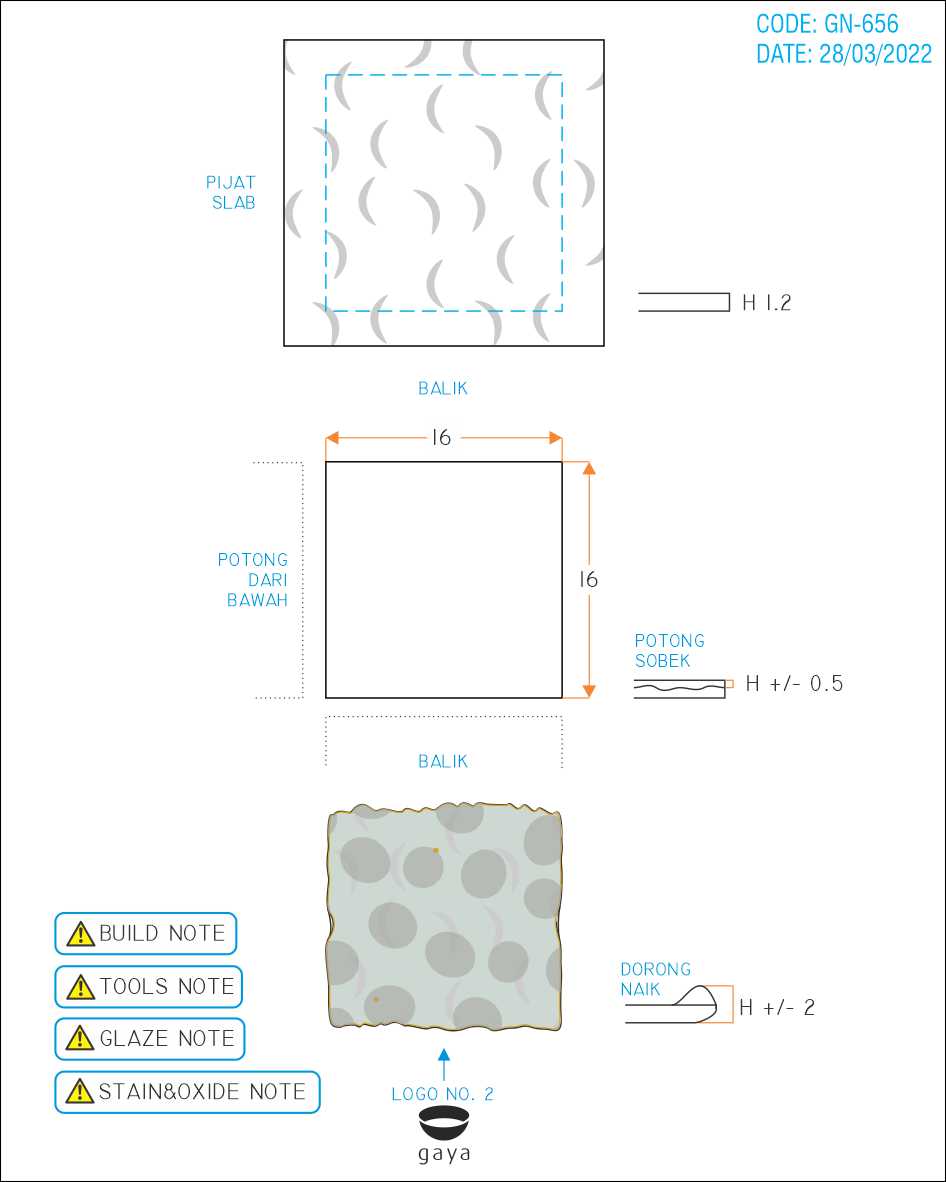 CODE: GN-656
DATE: 28/03/2022
PIJAT
SLAB
H 1.2
BALIK
16
POTONG
DARI
BAWAH
16
POTONG
SOBEK
H +/- 0.5
BALIK
BUILD NOTE
TOOLS NOTE
GLAZE NOTE
STAIN&OXIDE NOTE
DORONG
NAIK
H +/- 2
LOGO NO. 2
gaya